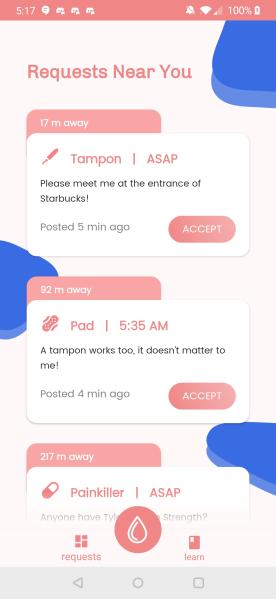 5:17
100%
Requests Near You
17 m away
Tampon | ASAP
Please meet me at the entrance of
Starbucks!
Posted 5 min ago
ACCEPT
92 m away
Pad | 5:35 AM
A tampon works too, it doesn't matter to
me!
Posted 4 min ago
ACCEPT
217 m away
Painkiller | ASAP
Anyone have Strength?
requests
learn